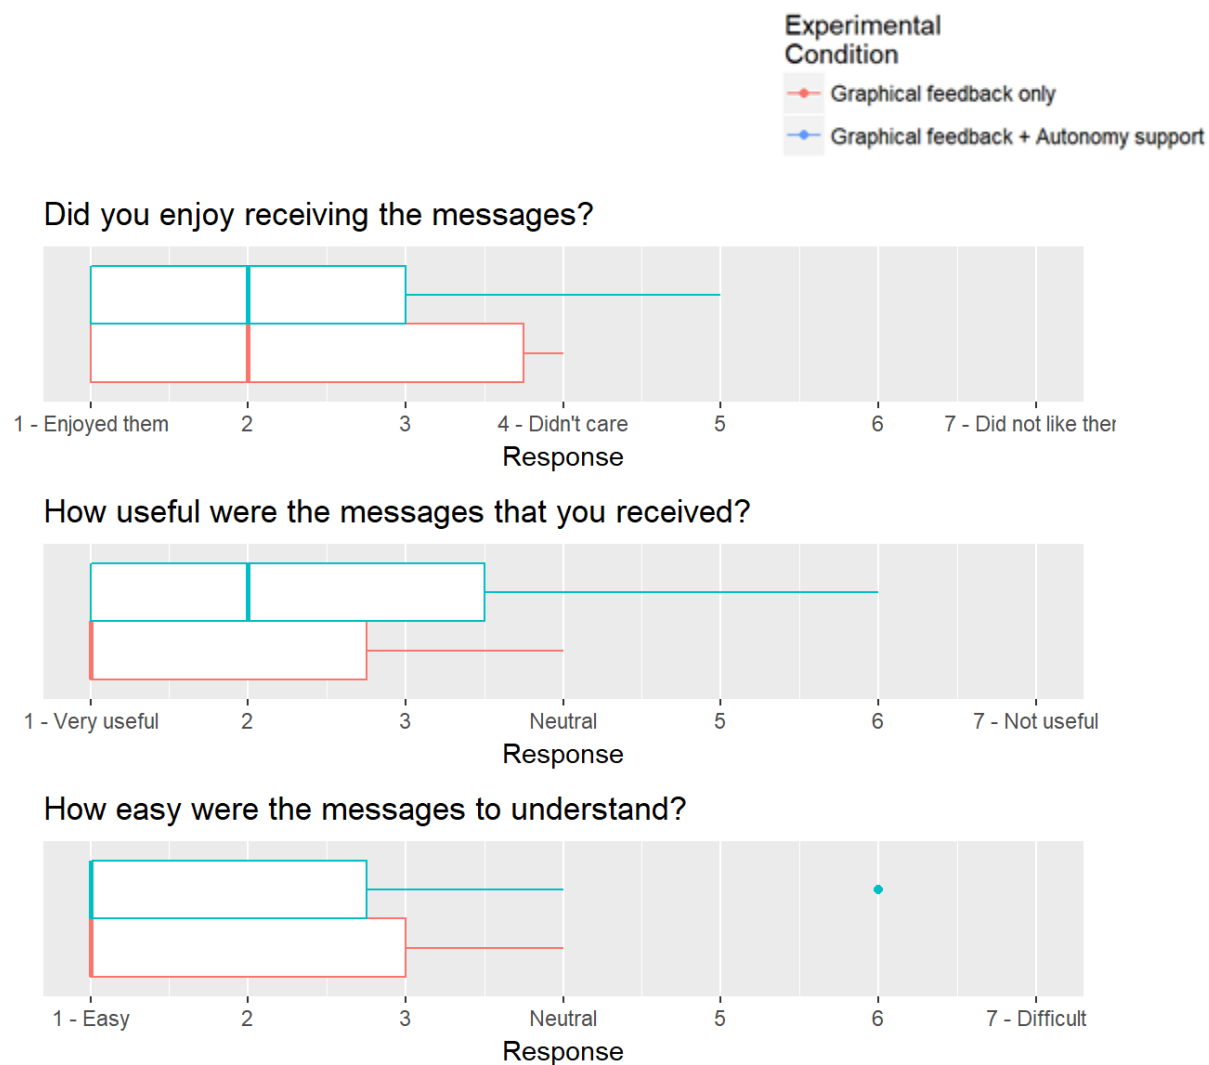 Experimental
Condition
Graphical feedback only
Graphical feedback + Autonomy support
Did you enjoy receiving the messages?
1 - Enjoyed them 2 3 4 - Didn't care 5 6 7 - Did not like ther
Response
How useful were the messages that you received?
1 - Very useful 2 3 Neutral 5 6 7 - Not useful
Response
How easy were the messages to understand?
1 - Easy 2 3 Neutral 5 6 7 - Difficult
Response